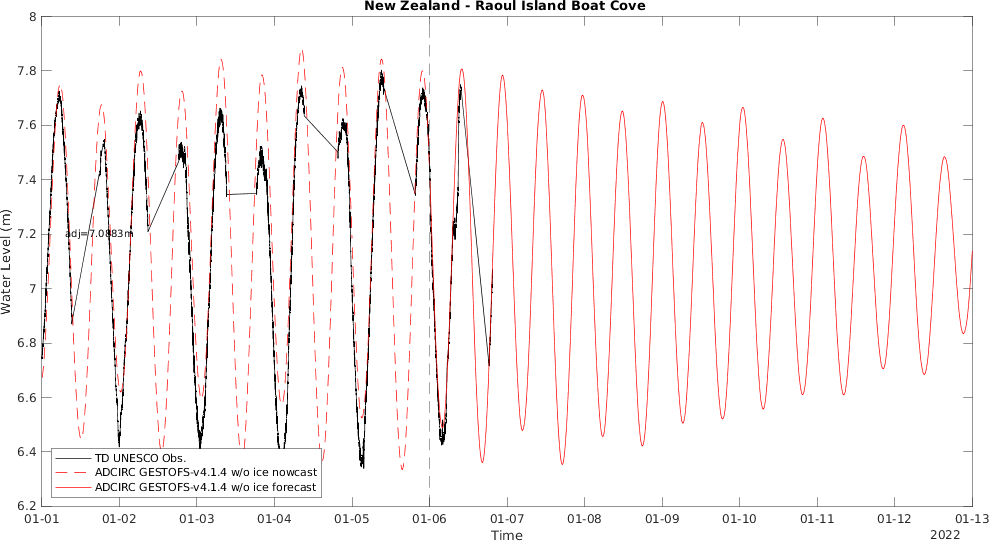 New Zealand - Raoul Island Boat Cove
8
7.8
7.6
7.4
7.2
7
6.8
6.6
6.4
6.2
Water Level (m)
adj=7.0883m
TD UNESCO Obs.
ADCIRC GESTOFS-v4.1.4 w/o ice nowcast
ADCIRC GESTOFS-v4.1.4 w/o ice forecast
01-01 01-02 01-03 01-04 01-05 01-06 01-07 01-08 01-09 01-10 01-11 01-12 01-13
Time
2022